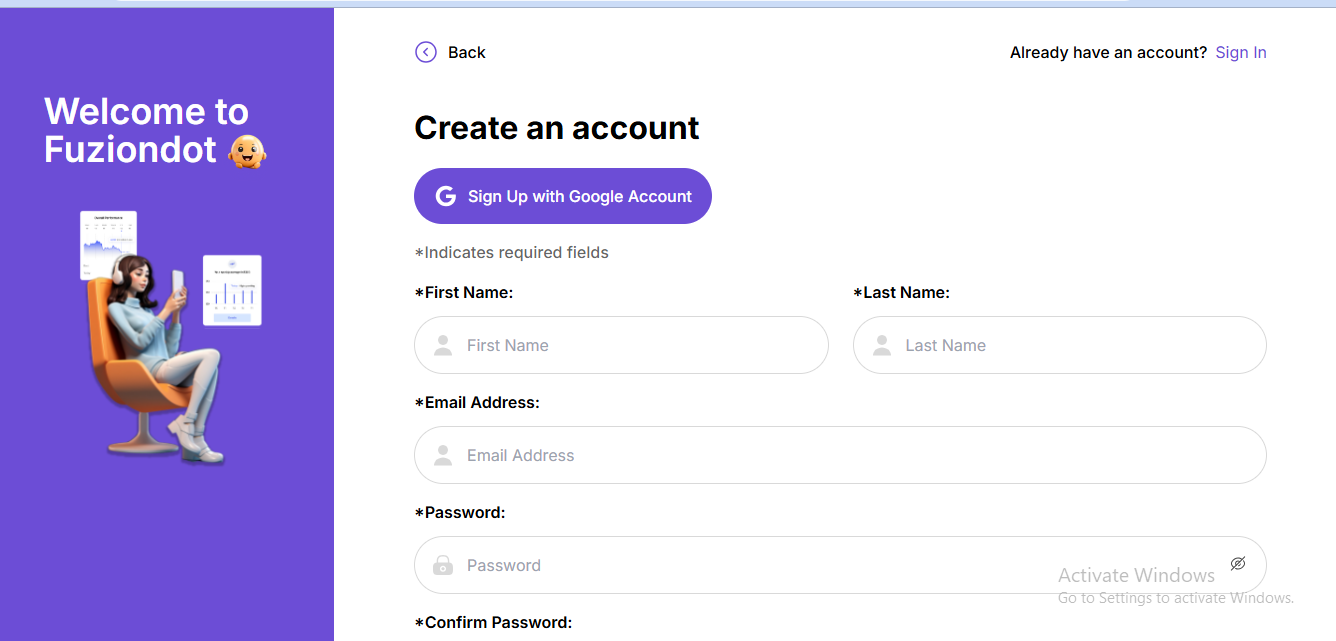 Welcome to
Fuziondot
Back
Already have an account? Sign In
Create an account
G Sign Up with Google Account
*Indicates required fields
*First Name:
*Last Name:
First Name
Last Name
*Email Address:
Email Address
*Password:
Password
Activate Windows
Go to Settings to activate Windows.
*Confirm Password: